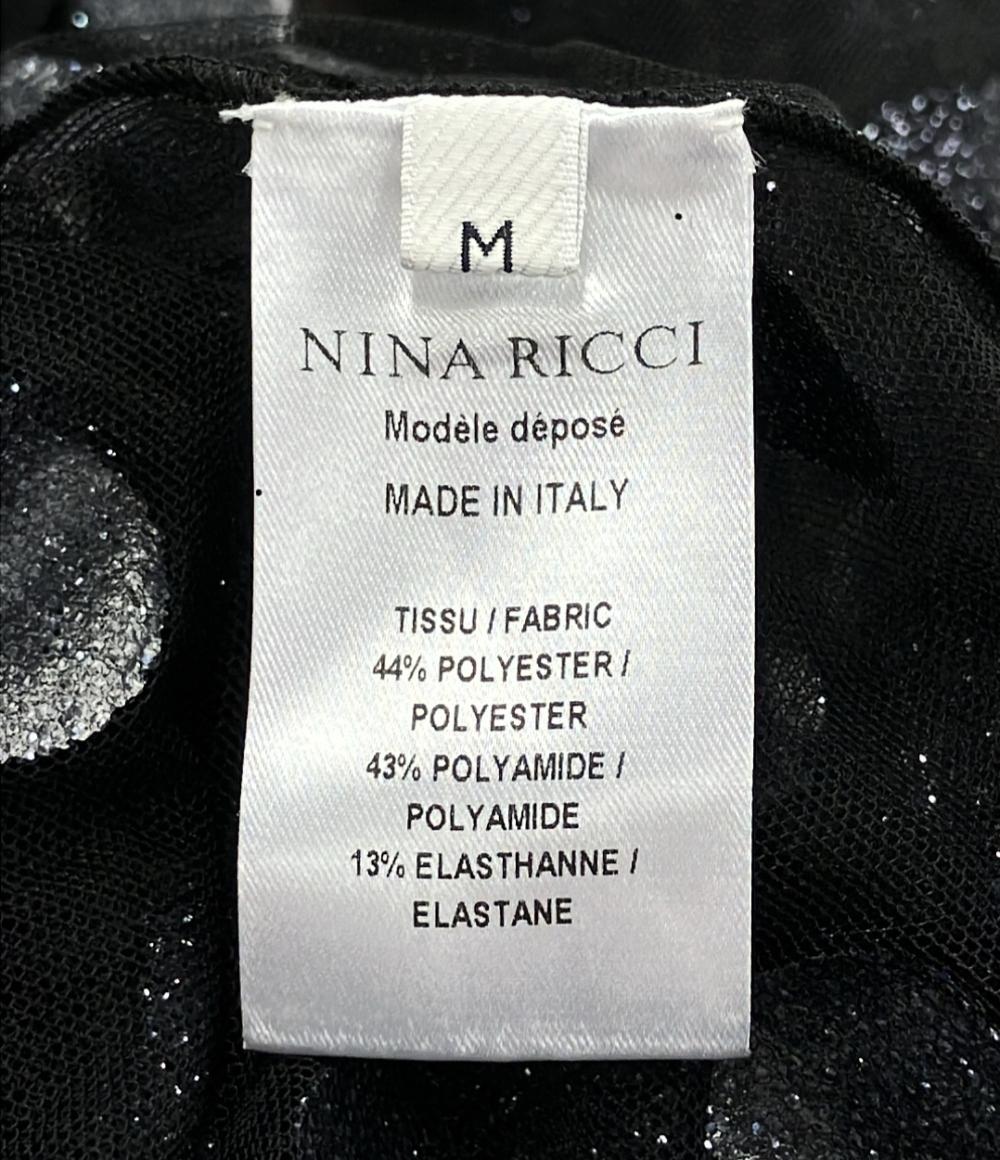 M
NINA RICCI
Modèle déposé
MADE IN ITALY
TISSU / FABRIC
44% POLYESTER /
POLYESTER
43% POLYAMIDE /
POLYAMIDE
13% ELASTHANNE /
ELASTANE